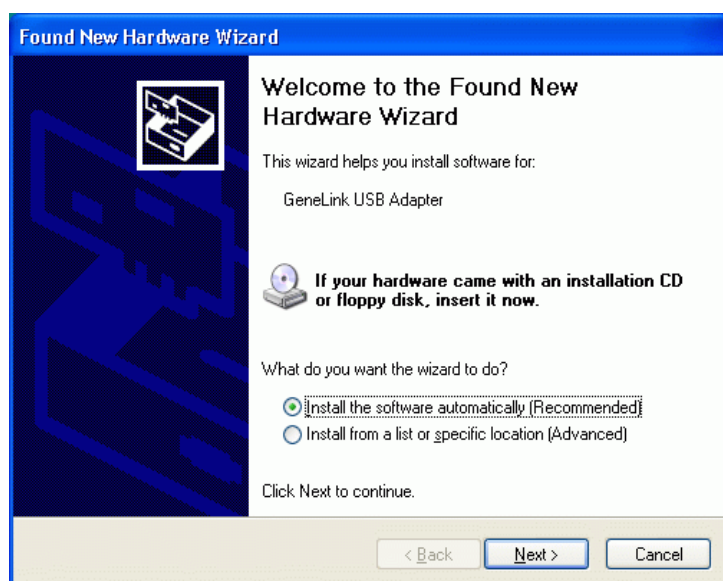 Found New Hardware Wizard
Welcome to the Found New
Hardware Wizard
This wizard helps you install software for:
GeneLink USB Adapter
If your hardware came with an installation CD
or floppy disk, insert it now.
What do you want the wizard to do?
Install the software automatically (Recommended)
Install from a list or specific location (Advanced)
Click Next to continue.
< Back Next > Cancel